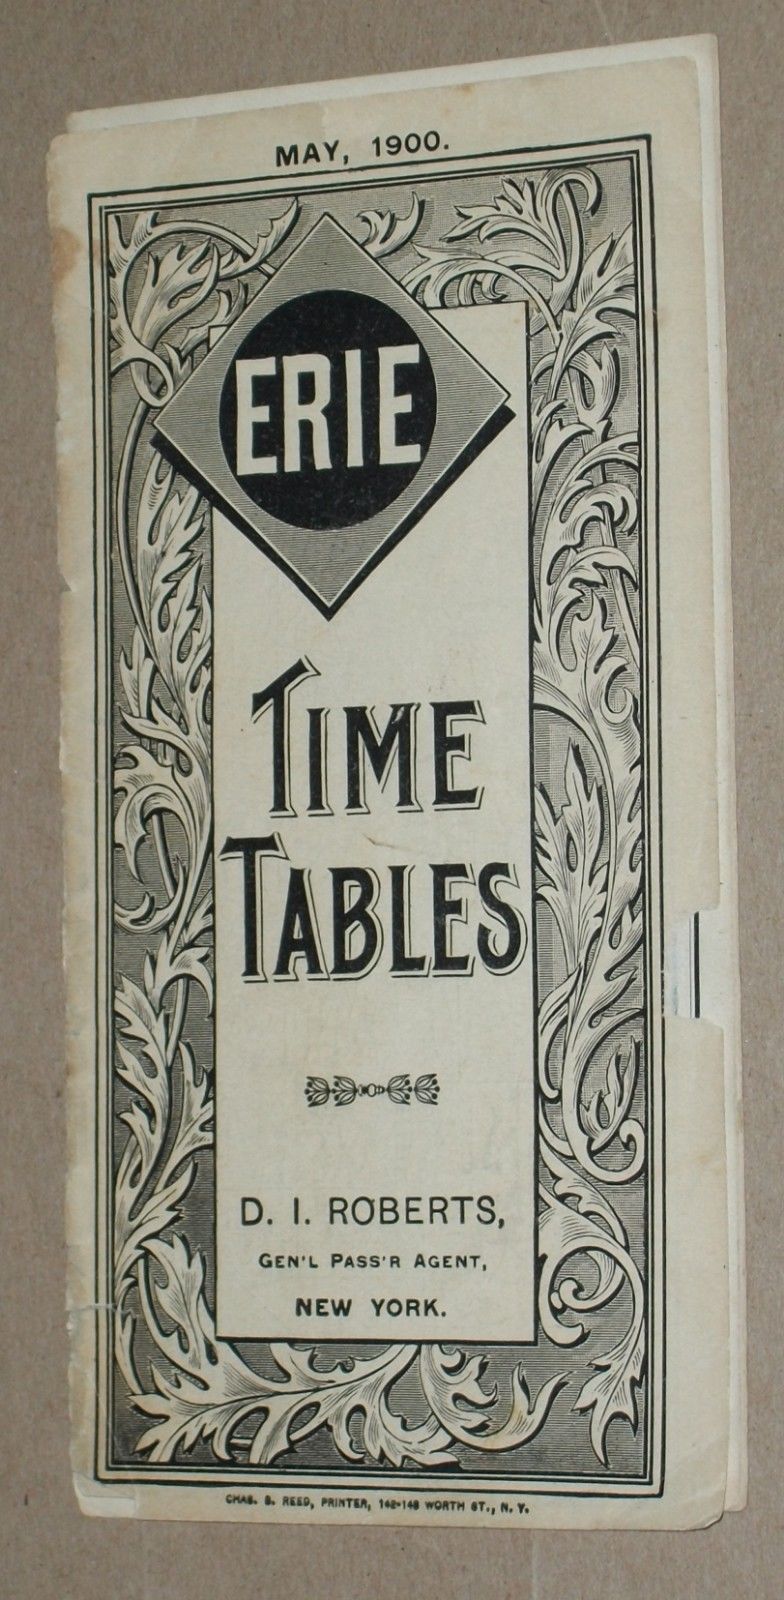 MAY, 1900.
ERIE
TIME
TABLES
D. I. ROBERTS,
GEN'L PASS'R AGENT,
NEW YORK.
CHAS. S. REED, PRINTER, 142-148 WORTH ST., N. Y.